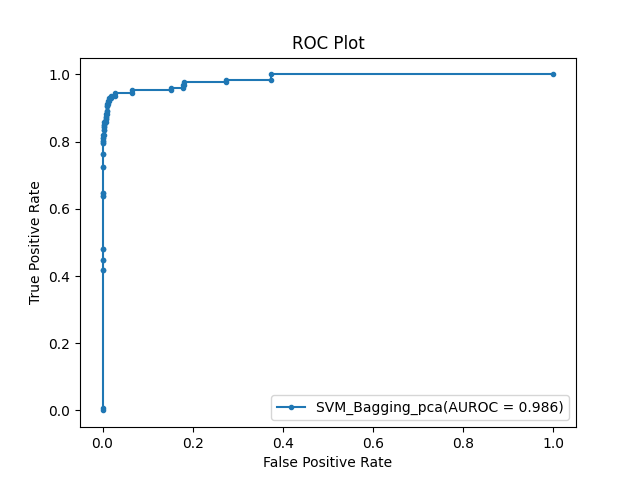 ROC Plot
1.0
0.8
0.6
0.4
0.2
0.0
True Positive Rate
SVM_Bagging_pca(AUROC = 0.986)
0.0 0.2 0.4 0.6 0.8 1.0
False Positive Rate